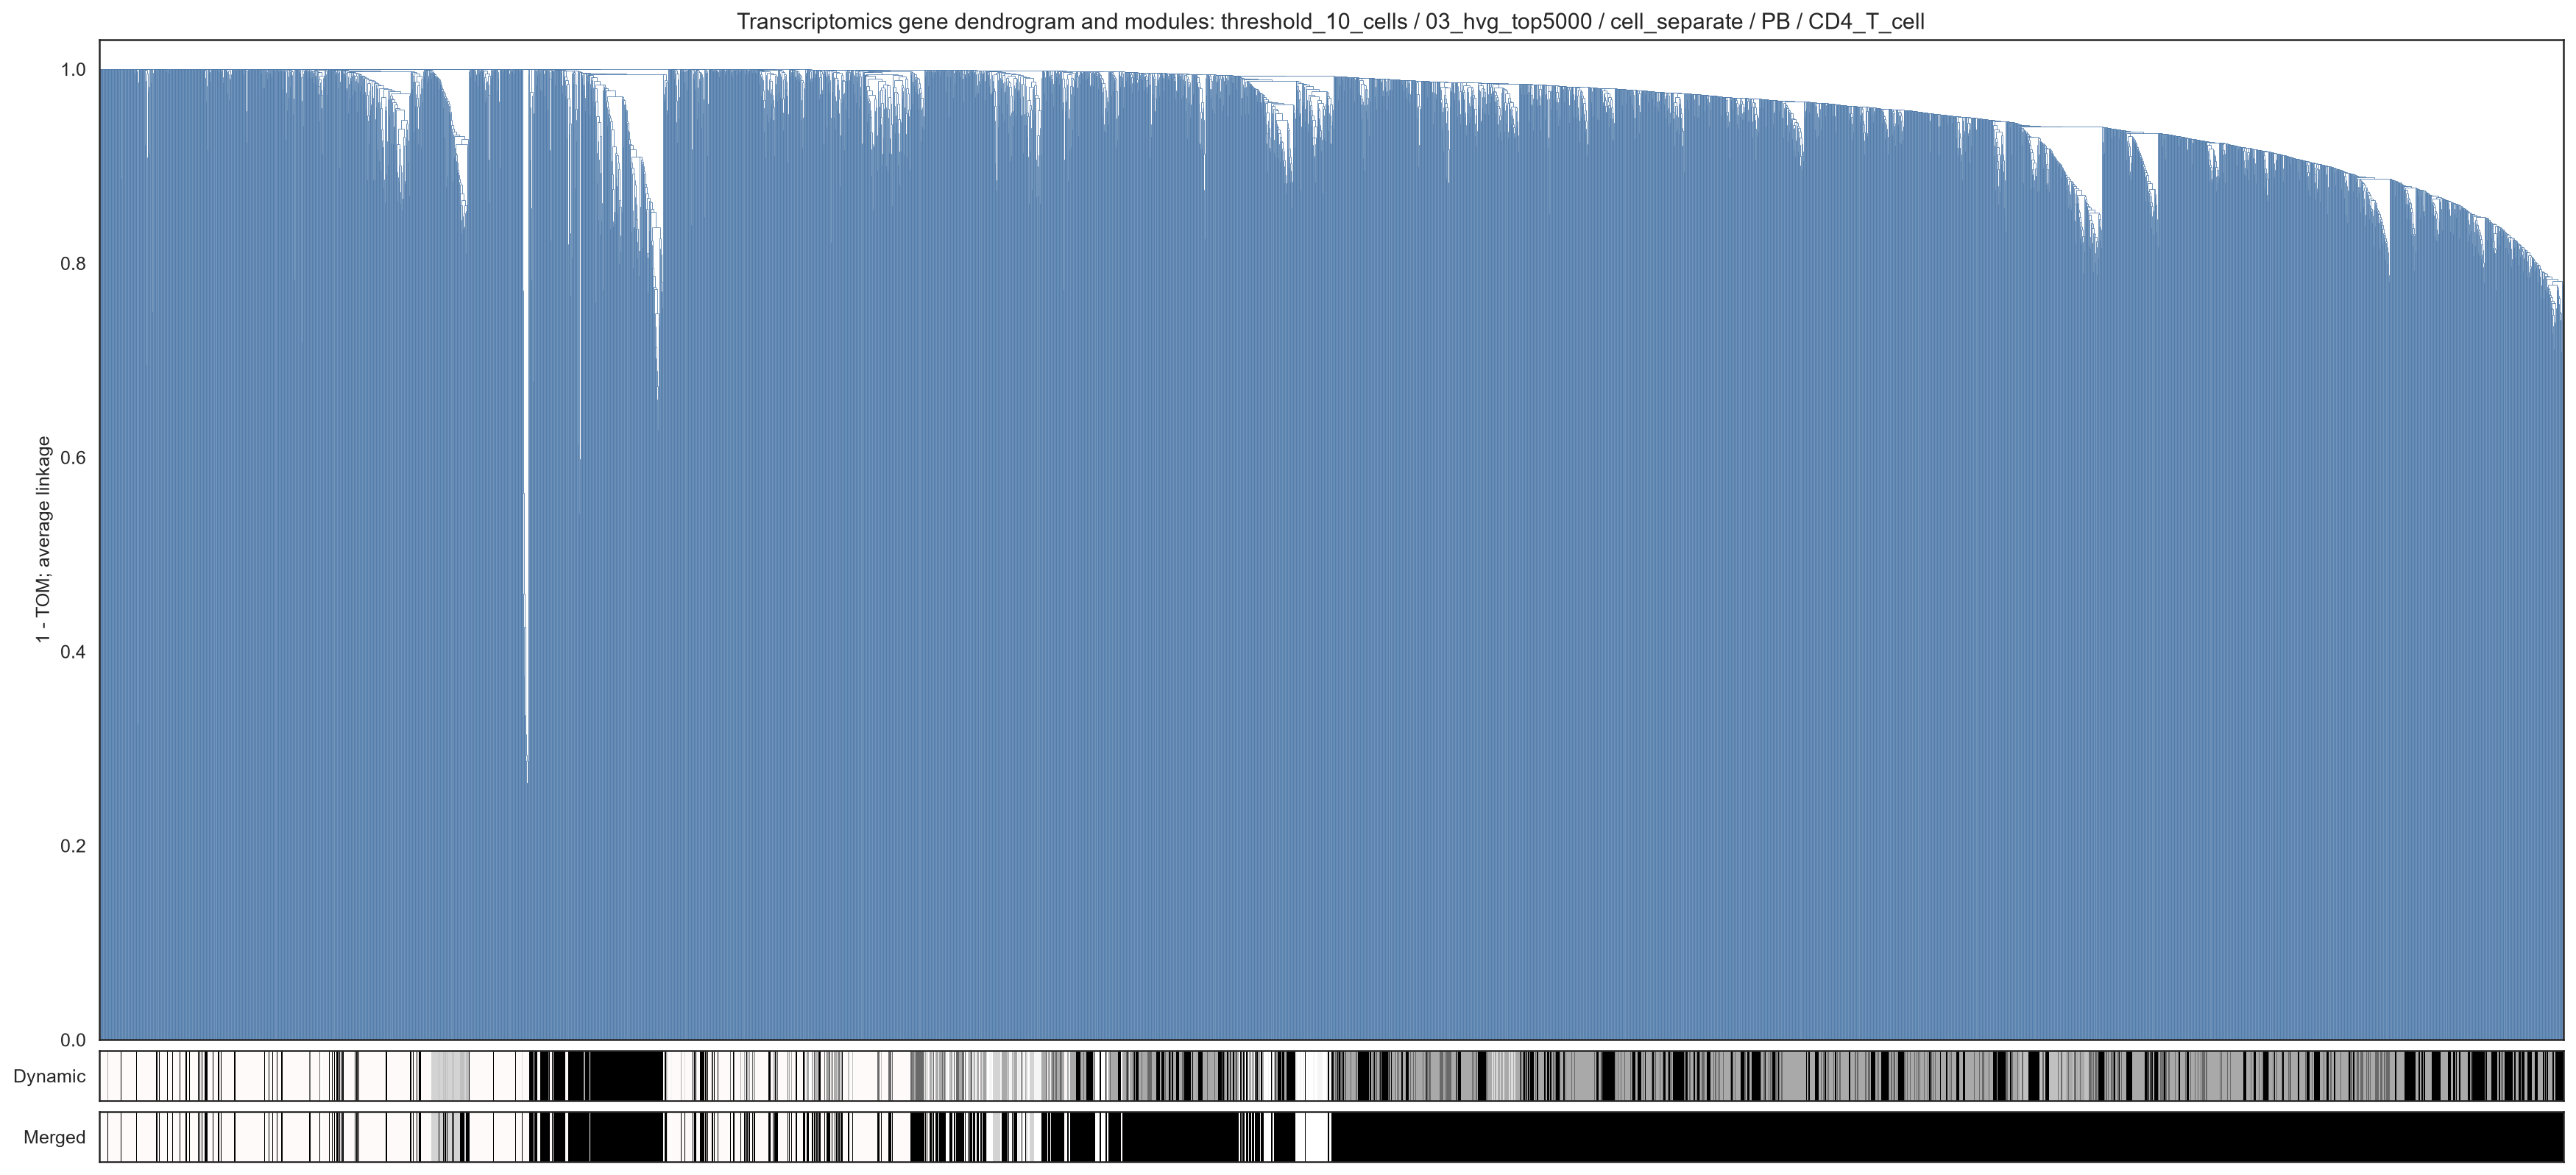 Transcriptomics gene dendrogram and modules: threshold_10_cells / 03_hvg_top5000 / cell_separate / PB / CD4_T_cell
1.0
0.8
0.6
0.4
0.2
0.0
1 - TOM; average linkage
Dynamic
Merged